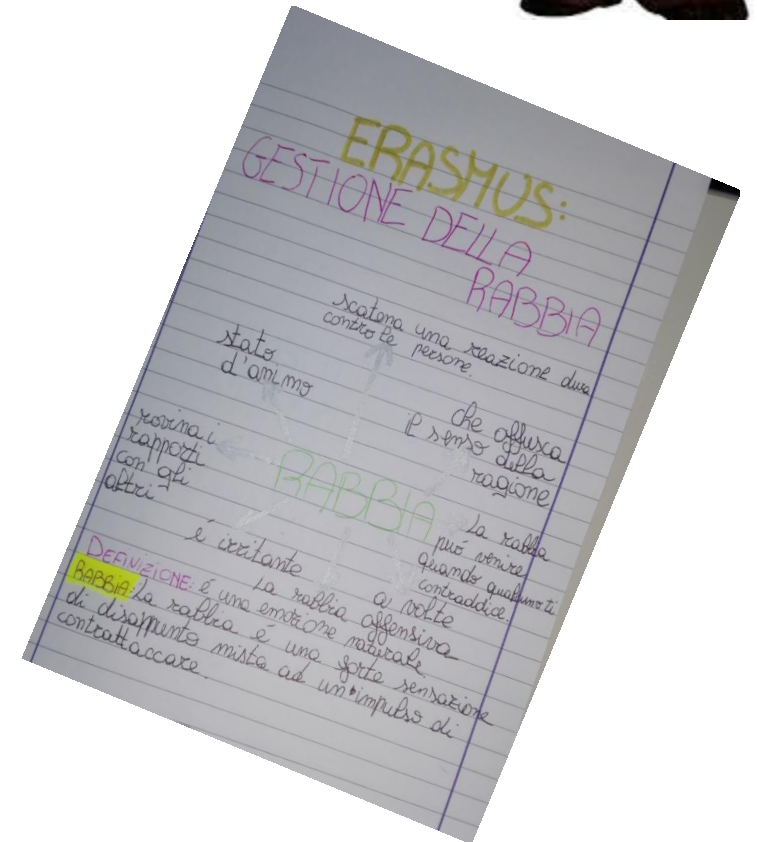 ERASMUS:
GESTIONE DELLA
RABBIA
scatena una reazione dura
contro le persone.
stato
d'animo
che offusca
il senso della
ragione
rovina i
rapporti
con gli
altri
RABBIA
La rabbia
può venire
quando qualcuno ti
contraddice.
é irritante
a volte
offensiva
La rabbia
é una emozione naturale.
DEFINIZIONE:
RABBIA: La rabbia é una forte sensazione
di disappunto mista ad un impulso di
contrattaccare.